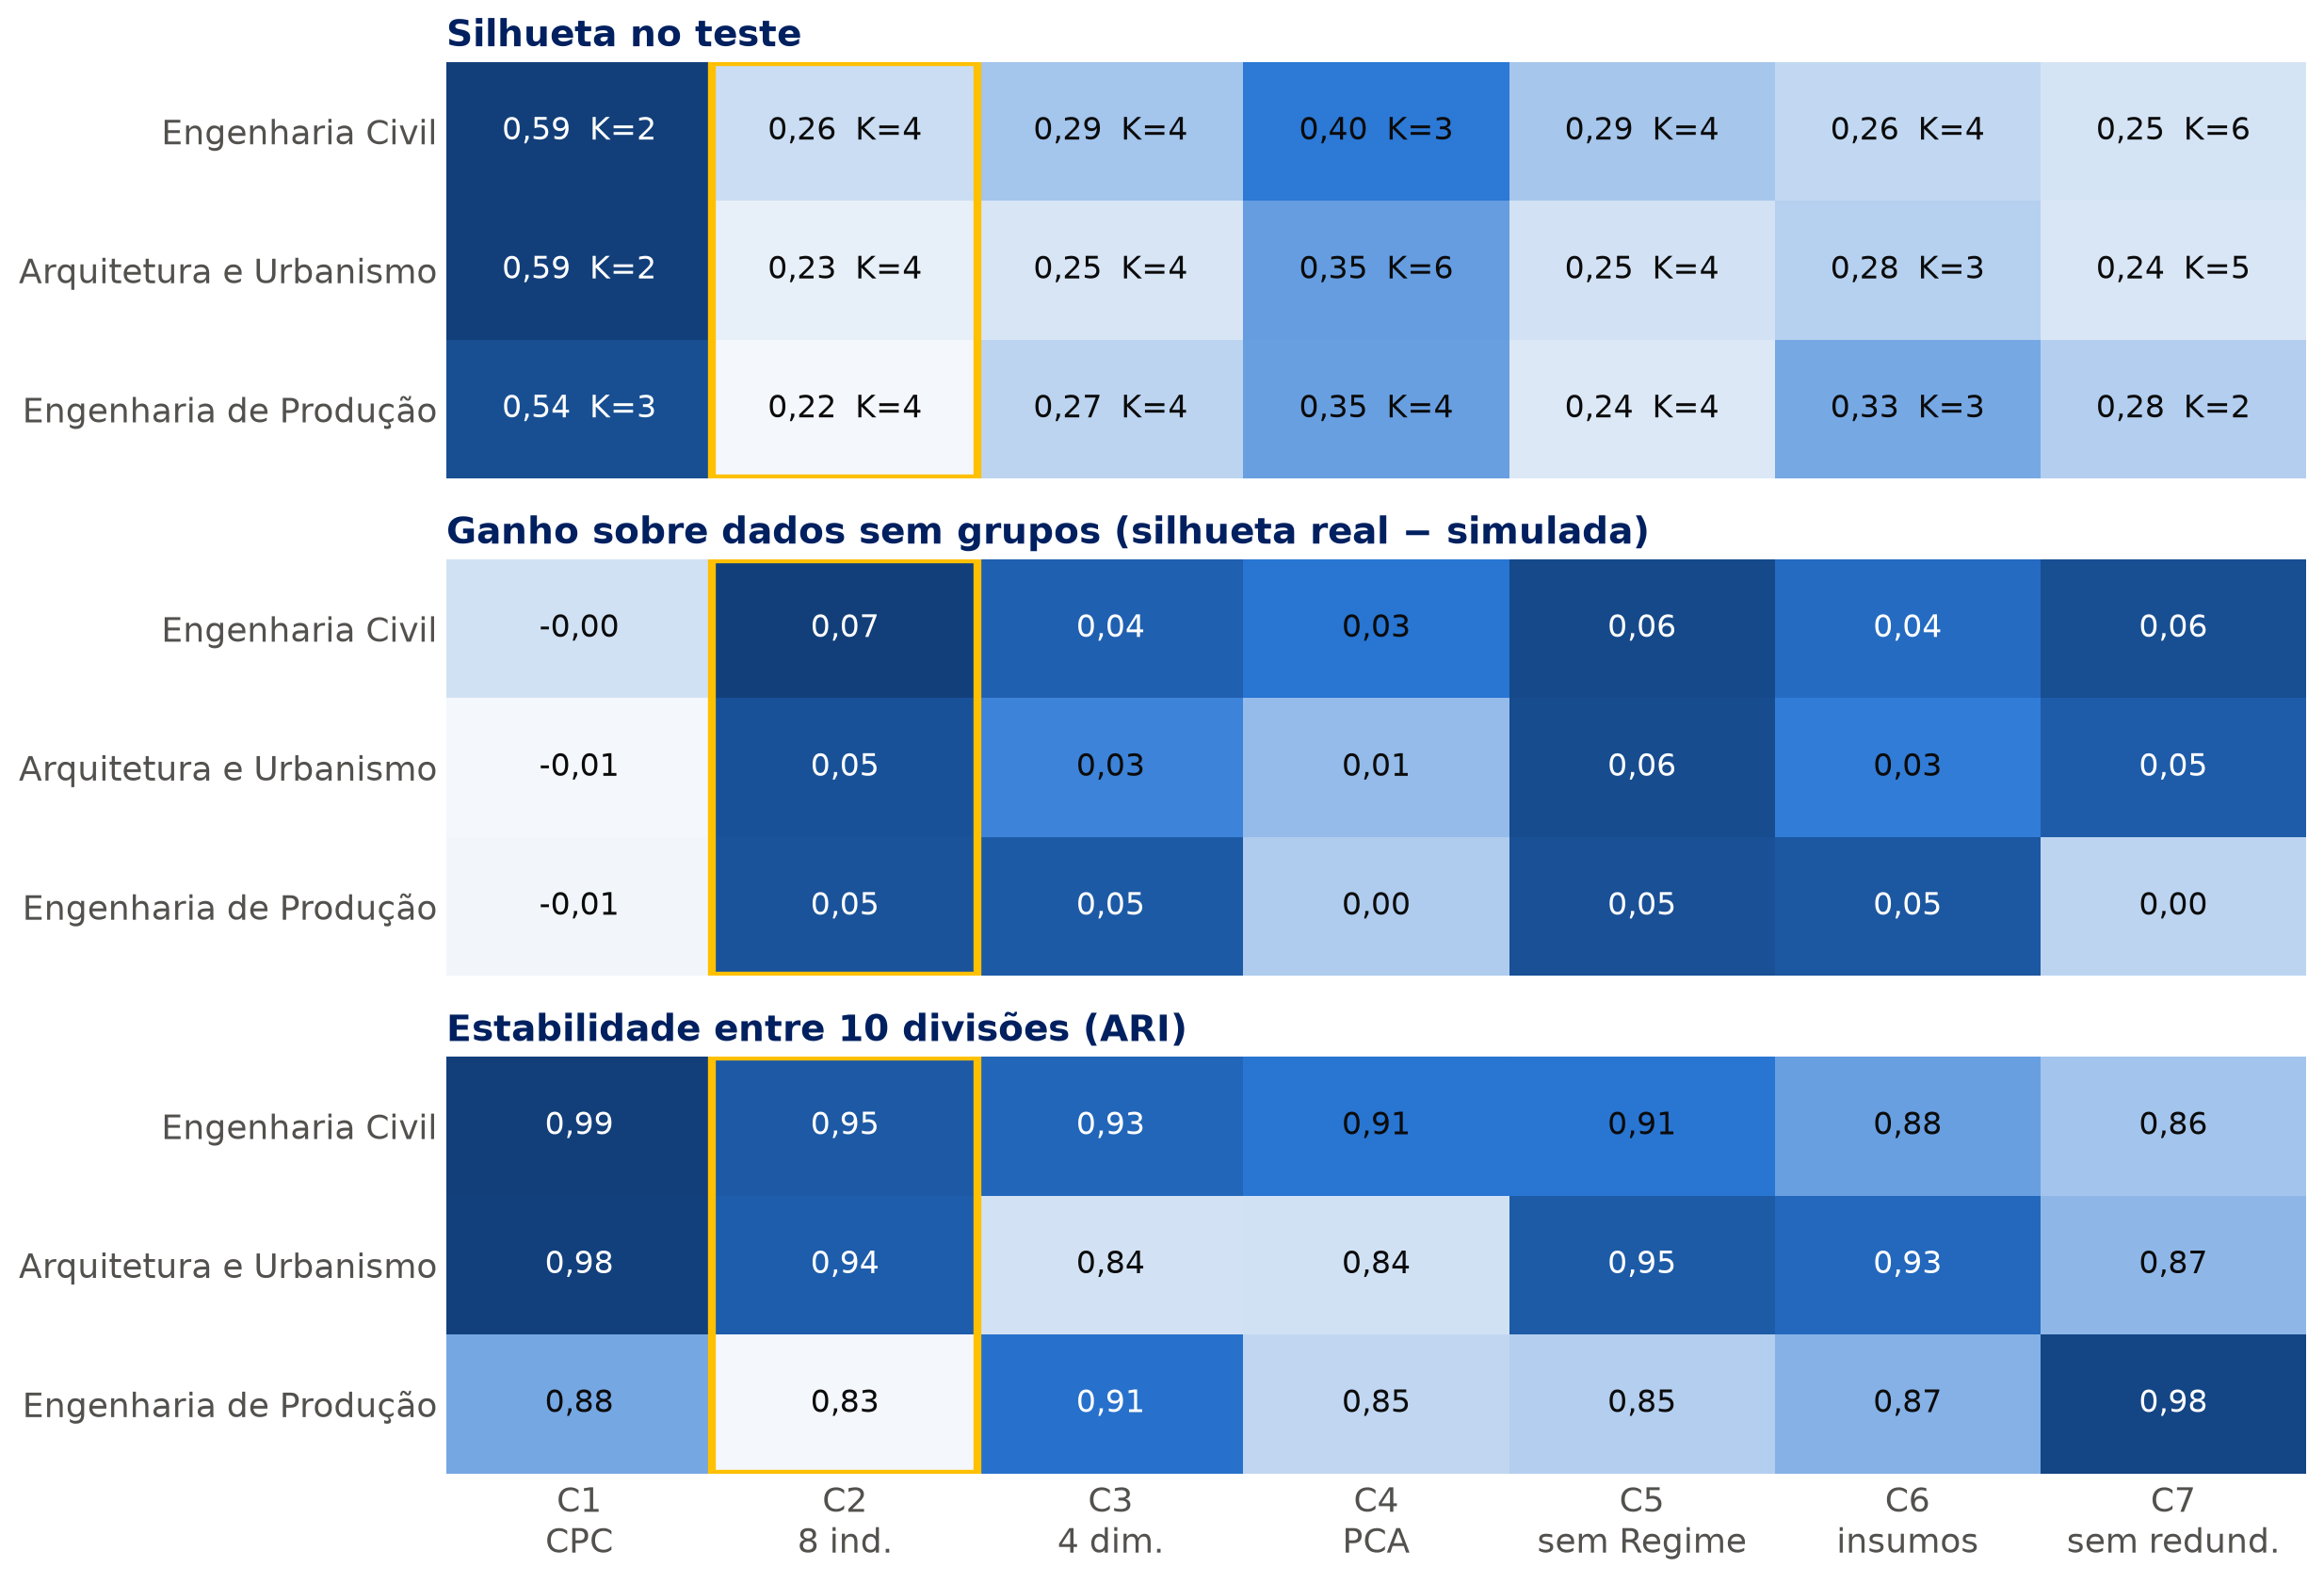 Silhueta no teste
Engenharia Civil 0,59 K=2 0,26 K=4 0,29 K=4 0,40 K=3 0,29 K=4 0,26 K=4 0,25 K=6
Arquitetura e Urbanismo 0,59 K=2 0,23 K=4 0,25 K=4 0,35 K=6 0,25 K=4 0,28 K=3 0,24 K=5
Engenharia de Produção 0,54 K=3 0,22 K=4 0,27 K=4 0,35 K=4 0,24 K=4 0,33 K=3 0,28 K=2
Ganho sobre dados sem grupos (silhueta real − simulada)
Engenharia Civil -0,00 0,07 0,04 0,03 0,06 0,04 0,06
Arquitetura e Urbanismo -0,01 0,05 0,03 0,01 0,06 0,03 0,05
Engenharia de Produção -0,01 0,05 0,05 0,00 0,05 0,05 0,00
Estabilidade entre 10 divisões (ARI)
Engenharia Civil 0,99 0,95 0,93 0,91 0,91 0,88 0,86
Arquitetura e Urbanismo 0,98 0,94 0,84 0,84 0,95 0,93 0,87
Engenharia de Produção 0,88 0,83 0,91 0,85 0,85 0,87 0,98
C1 C2 C3 C4 C5 C6 C7
CPC 8 ind. 4 dim. PCA sem Regime insumos sem redund.